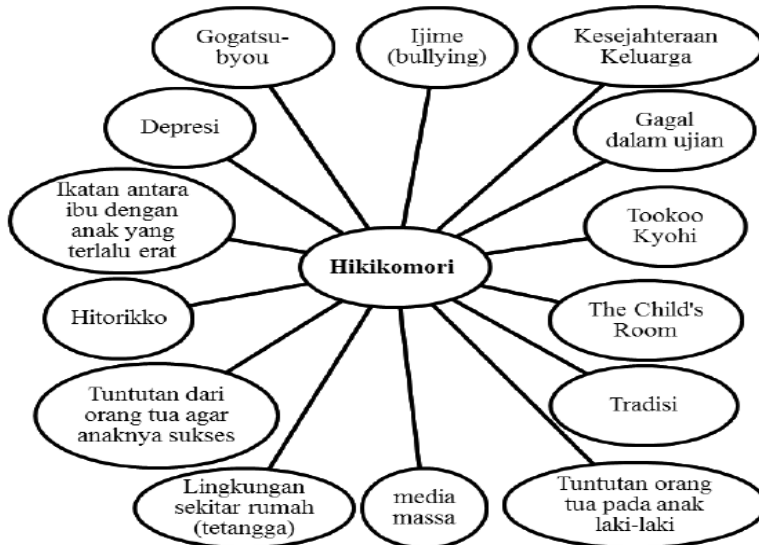 Gogatsu-
byou
Ijime
(bullying)
Kesejahteraan
Keluarga
Depresi
Gagal
dalam ujian
Ikatan antara
ibu dengan
anak yang
terlalu erat
Tookoo
Kyohi
Hikikomori
Hitorikko
The Child's
Room
Tuntutan dari
orang tua agar
anaknya sukses
Tradisi
Lingkungan
sekitar rumah
(tetangga)
media
massa
Tuntutan orang
tua pada anak
laki-laki